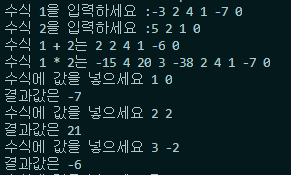 수식 1을 입력하세요 :-3 2 4 1 -7 0
수식 2을 입력하세요 :5 2 1 0
수식 1 + 2는 2 2 4 1 -6 0
수식 1 * 2는 -15 4 20 3 -38 2 4 1 -7 0
수식에 값을 넣으세요 1 0
결과값은 -7
수식에 값을 넣으세요 2 2
결과값은 21
수식에 값을 넣으세요 3 -2
결과값은 -6